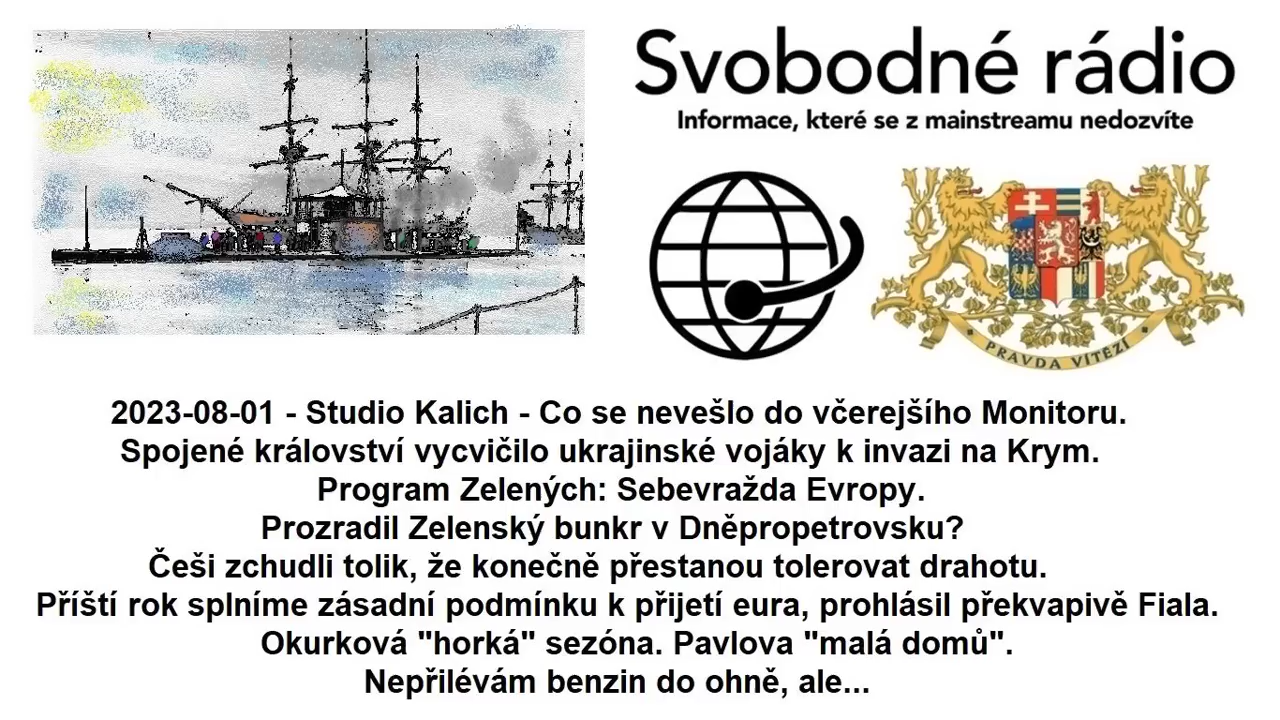 Svobodné rádio
Informace, které se z mainstreamu nedozvíte
PRAVDA VÍTĚZÍ
2023-08-01 - Studio Kalich - Co se nevešlo do včerejšího Monitoru.
Spojené království vycvičilo ukrajinské vojáky k invazi na Krym.
Program Zelených: Sebevražda Evropy.
Prozradil Zelenský bunkr v Dněpropetrovsku?
Češi zchudli tolik, že konečně přestanou tolerovat drahotu.
Příští rok splníme zásadní podmínku k přijetí eura, prohlásil překvapivě Fiala.
Okurková "horká" sezóna. Pavlova "malá domů".
Nepřilévám benzin do ohně, ale...